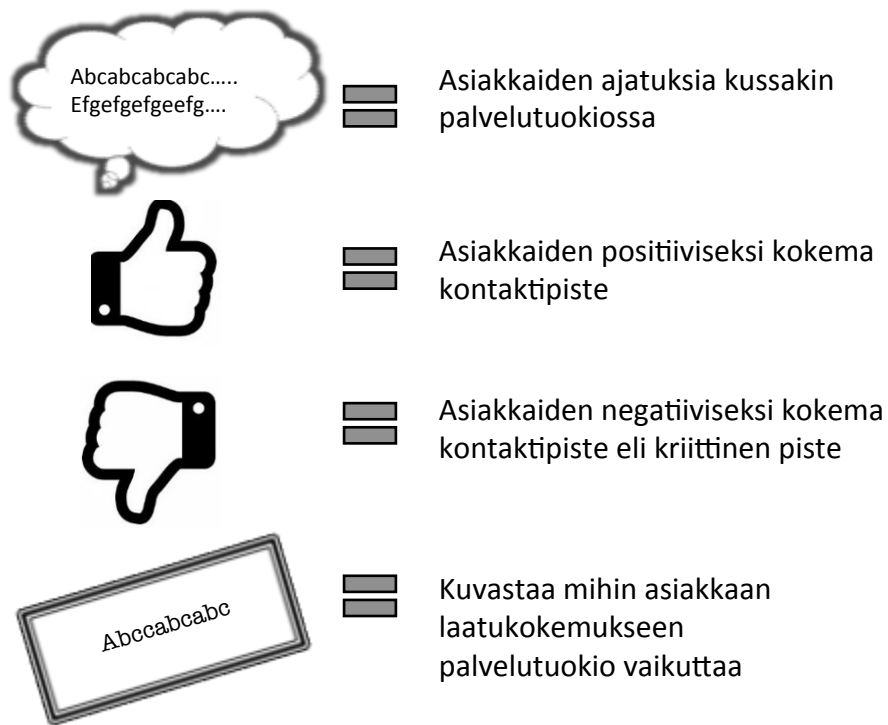 Abcabcabcabc.....
Efgefgefgeefg....
Asiakkaiden ajatuksia kussakin
palvelutuokiossa
Asiakkaiden positiiviseksi kokema
kontaktipiste
Asiakkaiden negatiiviseksi kokema
kontaktipiste eli kriittinen piste
Abccabcabc
Kuvastaa mihin asiakkaan
laatukokemukseen
palvelutuokio vaikuttaa